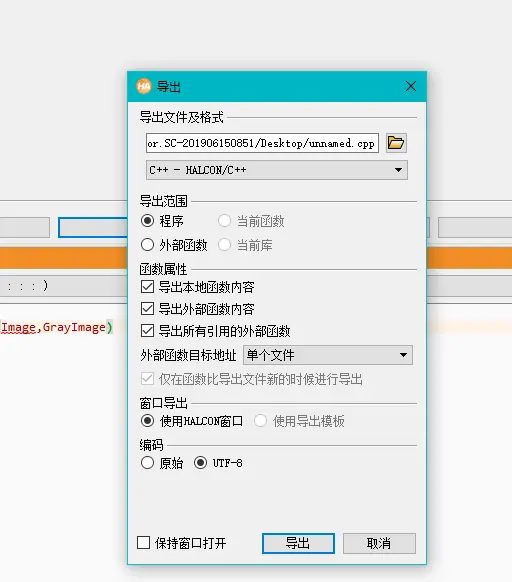 HA 导出
导出文件及格式
or.SC-201906150851/Desktop/unnamed.cpp
C++ - HALCON/C++
导出范围
程序 当前函数
外部函数 当前库
函数属性
: : : )
导出本地函数内容
导出外部函数内容
Image,GrayImage)
导出所有引用的外部函数
外部函数目标地址 单个文件
仅在函数比导出文件新的时候进行导出
窗口导出
使用HALCON窗口 使用导出模板
编码
原始 UTF-8
保持窗口打开 导出 取消